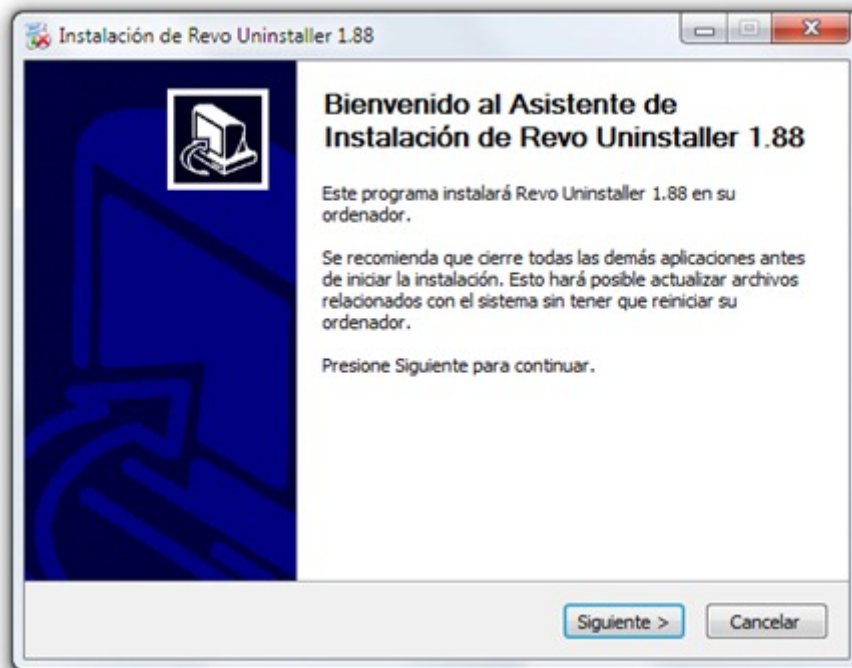 Instalación de Revo Uninstaller 1.88
Bienvenido al Asistente de
Instalación de Revo Uninstaller 1.88
Este programa instalará Revo Uninstaller 1.88 en su
ordenador.
Se recomienda que cierre todas las demás aplicaciones antes
de iniciar la instalación. Esto hará posible actualizar archivos
relacionados con el sistema sin tener que reiniciar su
ordenador.
Presione Siguiente para continuar.
Siguiente >
Cancelar